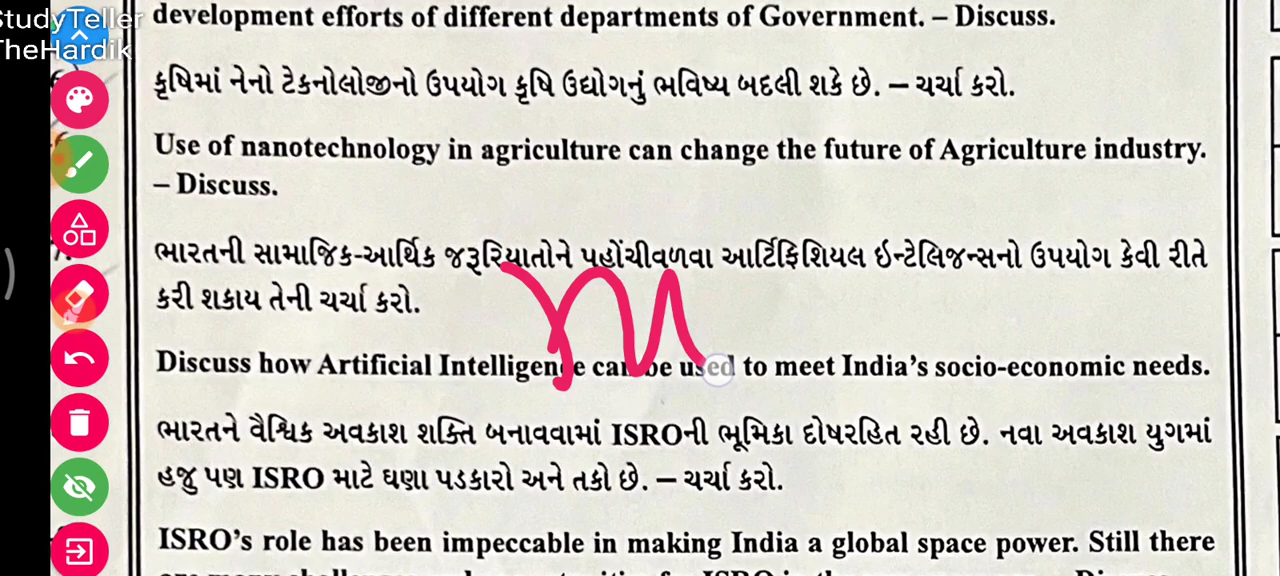 StudyTeller
TheHardik
development efforts of different departments of Government. – Discuss.
કૃષિમાં નેનો ટેકનોલોજીનો ઉપયોગ કૃષિ ઉદ્યોગનું ભવિષ્ય બદલી શકે છે. – ચર્ચા કરો.
Use of nanotechnology in agriculture can change the future of Agriculture industry.
– Discuss.
ભારતની સામાજિક-આર્થિક જરૂરિયાતોને પહોંચીવળવા આર્ટિફિશિયલ ઇન્ટેલિજન્સનો ઉપયોગ કેવી રીતે
કરી શકાય તેની ચર્ચા કરો.
Discuss how Artificial Intelligence can be used to meet India's socio-economic needs.
ભારતને વૈશ્વિક અવકાશ શક્તિ બનાવવામાં ISROની ભૂમિકા દોષરહિત રહી છે. નવા અવકાશ યુગમાં
હજુ પણ ISRO માટે ઘણા પડકારો અને તકો છે. – ચર્ચા કરો.
ISRO's role has been impeccable in making India a global space power. Still there